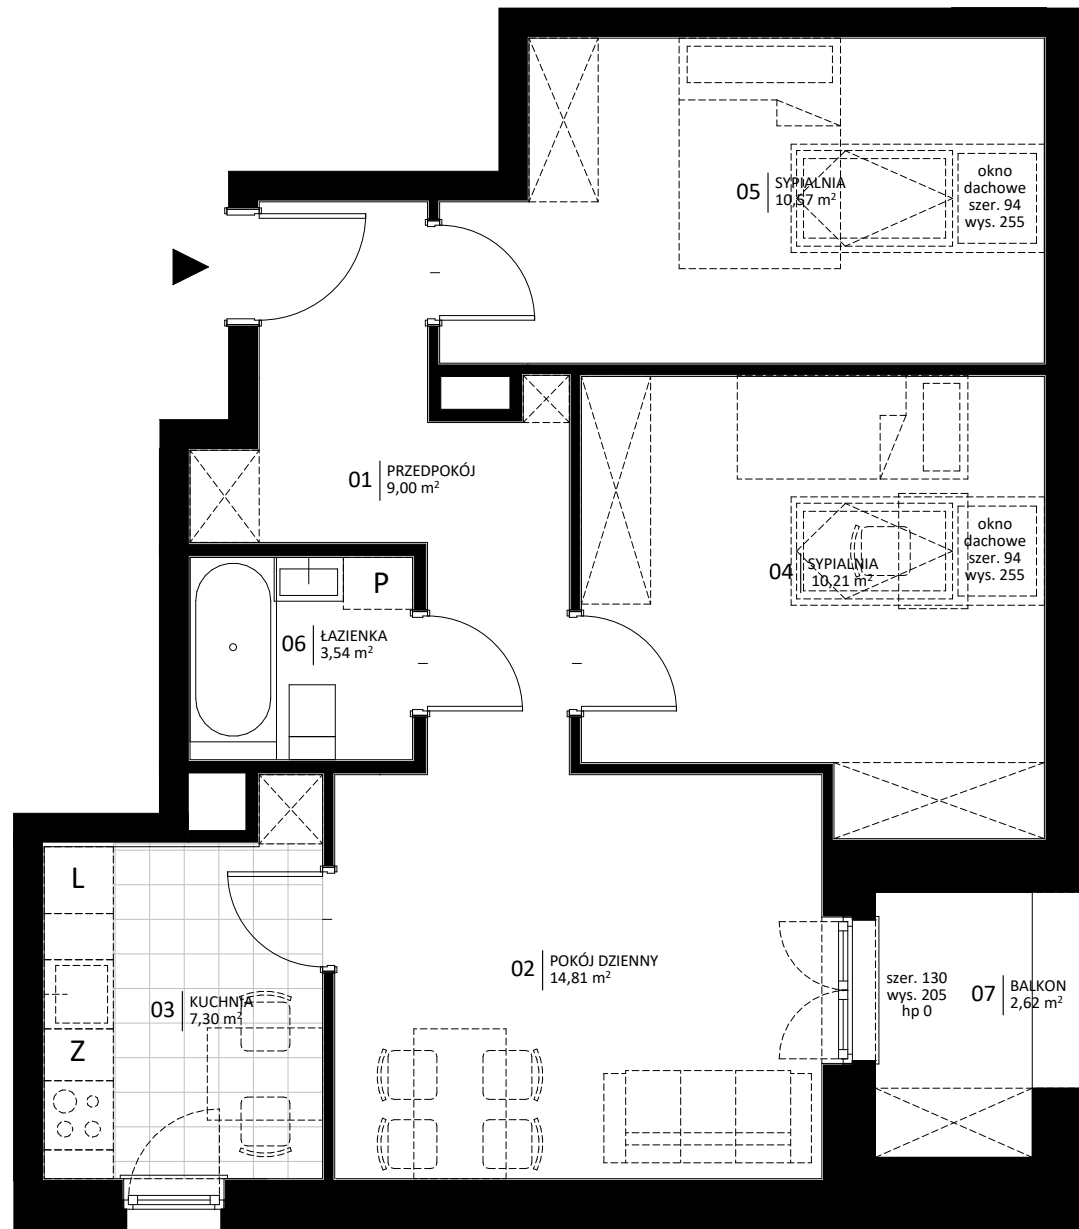 05
SYPIALNIA
10,57 m²
okno
dachowe
szer. 94
wys. 255
01
PRZEDPOKÓJ
9,00 m²
04
SYPIALNIA
10,21 m²
okno
dachowe
szer. 94
wys. 255
P
06
ŁAZIENKA
3,54 m²
L
02
POKÓJ DZIENNY
14,81 m²
03
KUCHNIA
7,30 m²
Z
szer. 130
wys. 205
hp 0
07
BALKON
2,62 m²